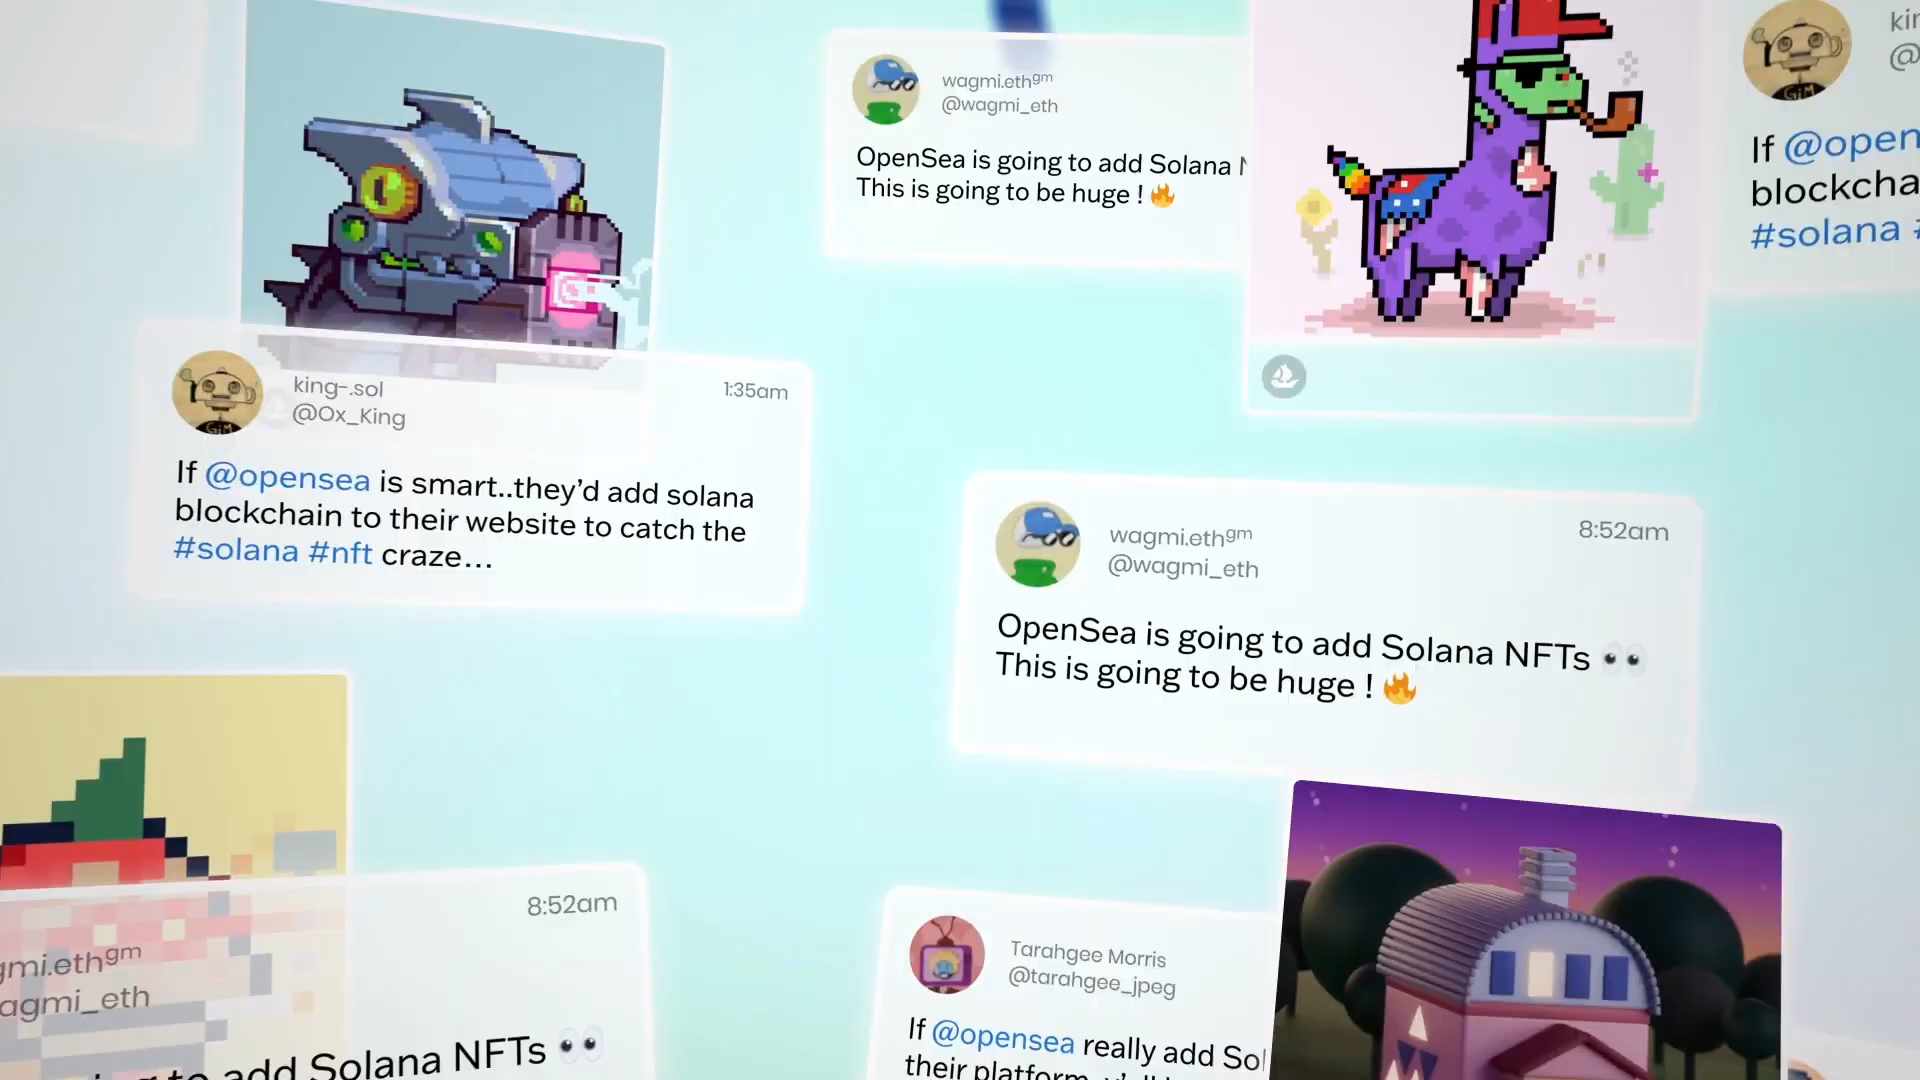 wagmi.ethᵍᵐ
@wagmi_eth
OpenSea is going to add Solana
This is going to be huge ! 🔥
@
If @open
blockcha
#solana #
king-.sol
@Ox_King
1:35am
GiM
If @opensea is smart..they’d add solana
blockchain to their website to catch the
#solana #nft craze...
wagmi.ethᵍᵐ
@wagmi_eth
8:52am
OpenSea is going to add Solana NFTs 👀
This is going to be huge ! 🔥
8:52am
gmi.ethᵍᵐ
agmi_eth
to add Solana NFTs 👀
Tarahgee Morris
@tarahgee_jpeg
If @opensea really add Sol
their platform